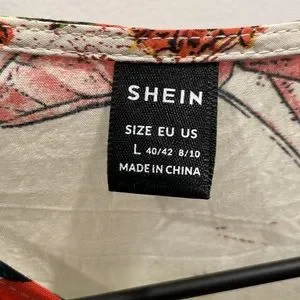 SHEIN
SIZE EU US
L 40/42 8/10
MADE IN CHINA